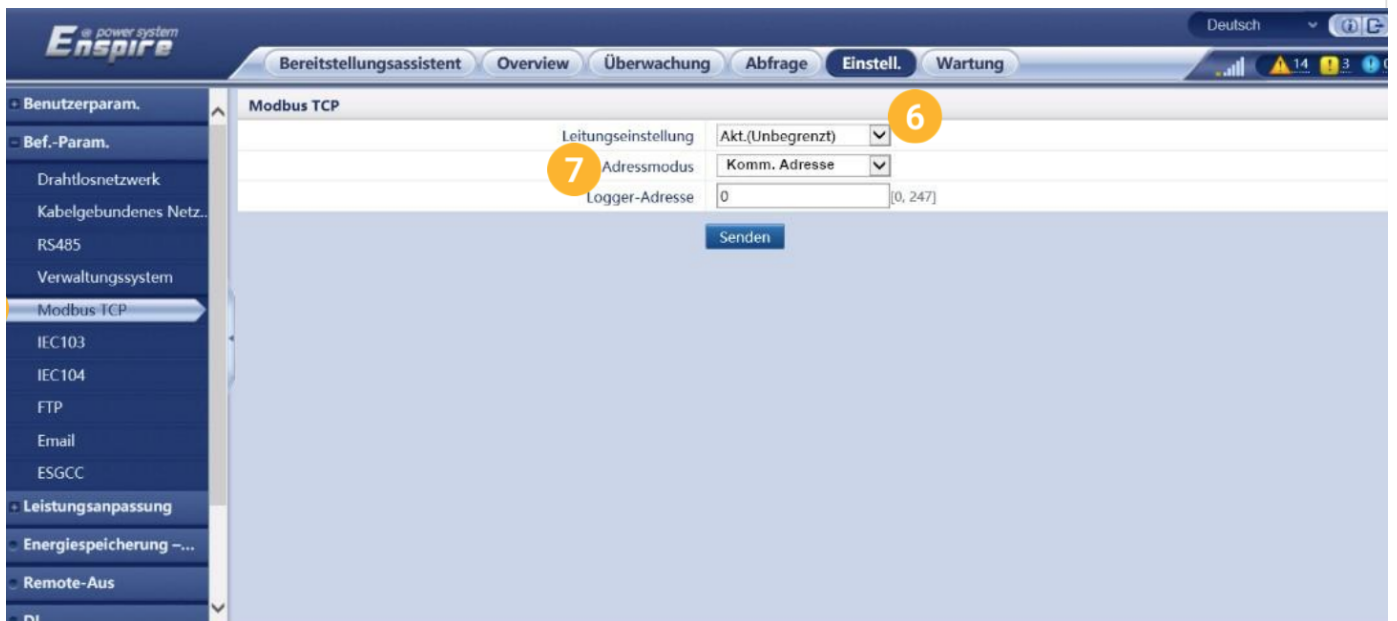 e power system
Enspire
Deutsch
Bereitstellungsassistent Overview Überwachung Abfrage Einstell. Wartung
14 3
Benutzerparam.
Bef.-Param.
Drahtlosnetzwerk
Kabelgebundenes Netz..
RS485
Verwaltungssystem
Modbus TCP
IEC103
IEC104
FTP
Email
ESGCC
Leistungsanpassung
Energiespeicherung –...
Remote-Aus
DI
Modbus TCP
Leitungseinstellung Akt.(Unbegrenzt) 6
7 Adressmodus Komm. Adresse
Logger-Adresse 0 [0, 247]
Senden